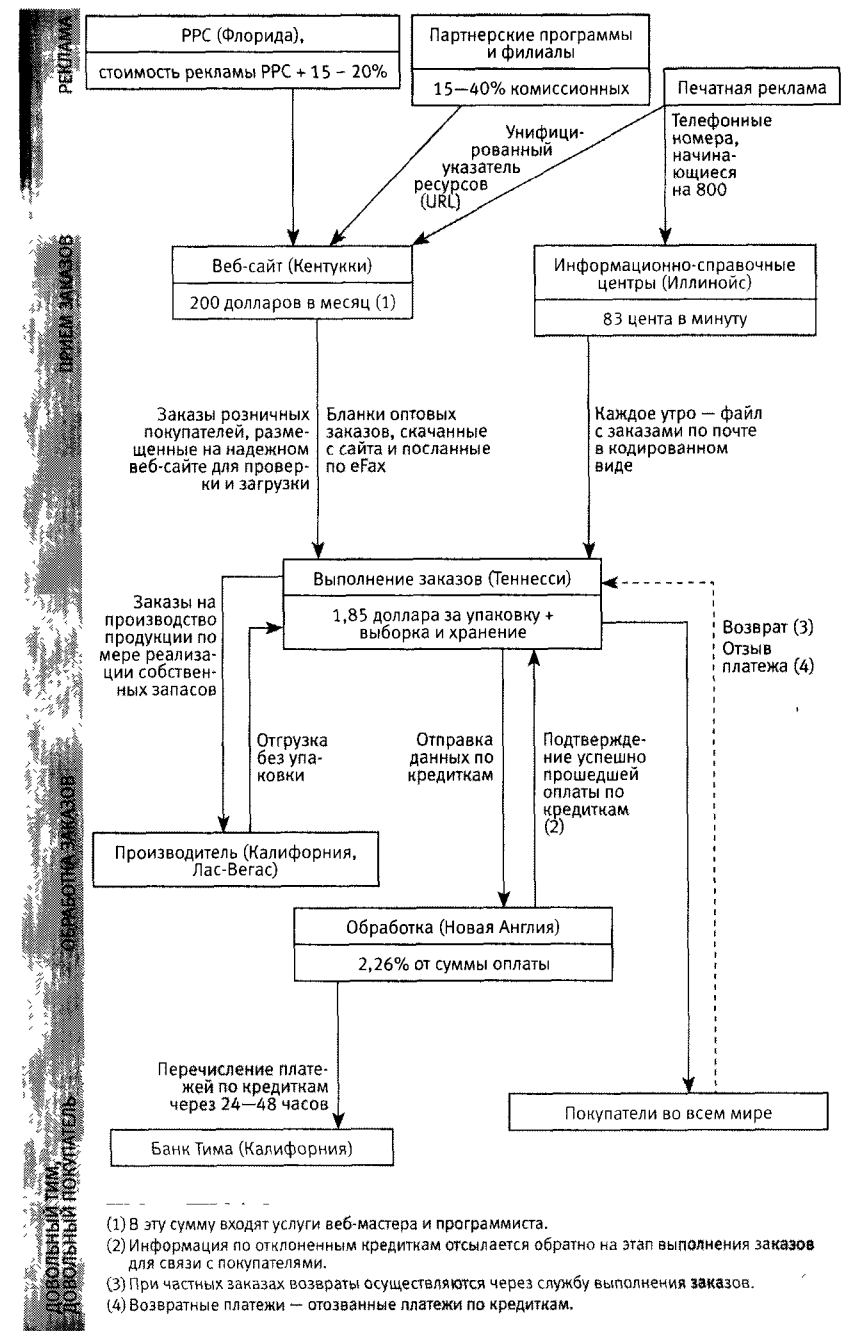 РЕКЛАМА
PPC (Флорида),
стоимость рекламы PPC + 15 – 20%
Партнерские программы
и филиалы
15—40% комиссионных
Печатная реклама
Унифици-
рованный
указатель
ресурсов
(URL)
Телефонные
номера,
начина-
ющиеся
на 800
ПРИЕМ ЗАКАЗОВ
Веб-сайт (Кентукки)
200 долларов в месяц (1)
Информационно-справочные
центры (Иллинойс)
83 цента в минуту
Заказы розничных
покупателей, разме-
щенные на надежном
веб-сайте для провер-
ки и загрузки
Бланки оптовых
заказов, скачанные
с сайта и посланные
по eFax
Каждое утро — файл
с заказами по почте
в кодированном
виде
Выполнение заказов (Теннесси)
1,85 доллара за упаковку +
выборка и хранение
Заказы на
производство
продукции по
мере реализа-
ции собствен-
ных запасов
Возврат (3)
Отзыв
платежа (4)
Отгрузка
без упа-
ковки
Отправка
данных по
кредиткам
Подтвержде-
ние успешно
прошедшей
оплаты по
кредиткам
(2)
ОБРАБОТКА ЗАКАЗОВ
Производитель (Калифорния,
Лас-Вегас)
Обработка (Новая Англия)
2,26% от суммы оплаты
Перечисление плате-
жей по кредиткам
через 24—48 часов
Покупатели во всем мире
Банк Тима (Калифорния)
ДОВОЛЬНЫЙ ТИМ,
ДОВОЛЬНЫЙ ПОКУПАТЕЛЬ
(1) В эту сумму входят услуги веб-мастера и программиста.
(2) Информация по отклоненным кредиткам отсылается обратно на этап выполнения заказов
для связи с покупателями.
(3) При частных заказах возвраты осуществляются через службу выполнения заказов.
(4) Возвратные платежи — отозванные платежи по кредиткам.